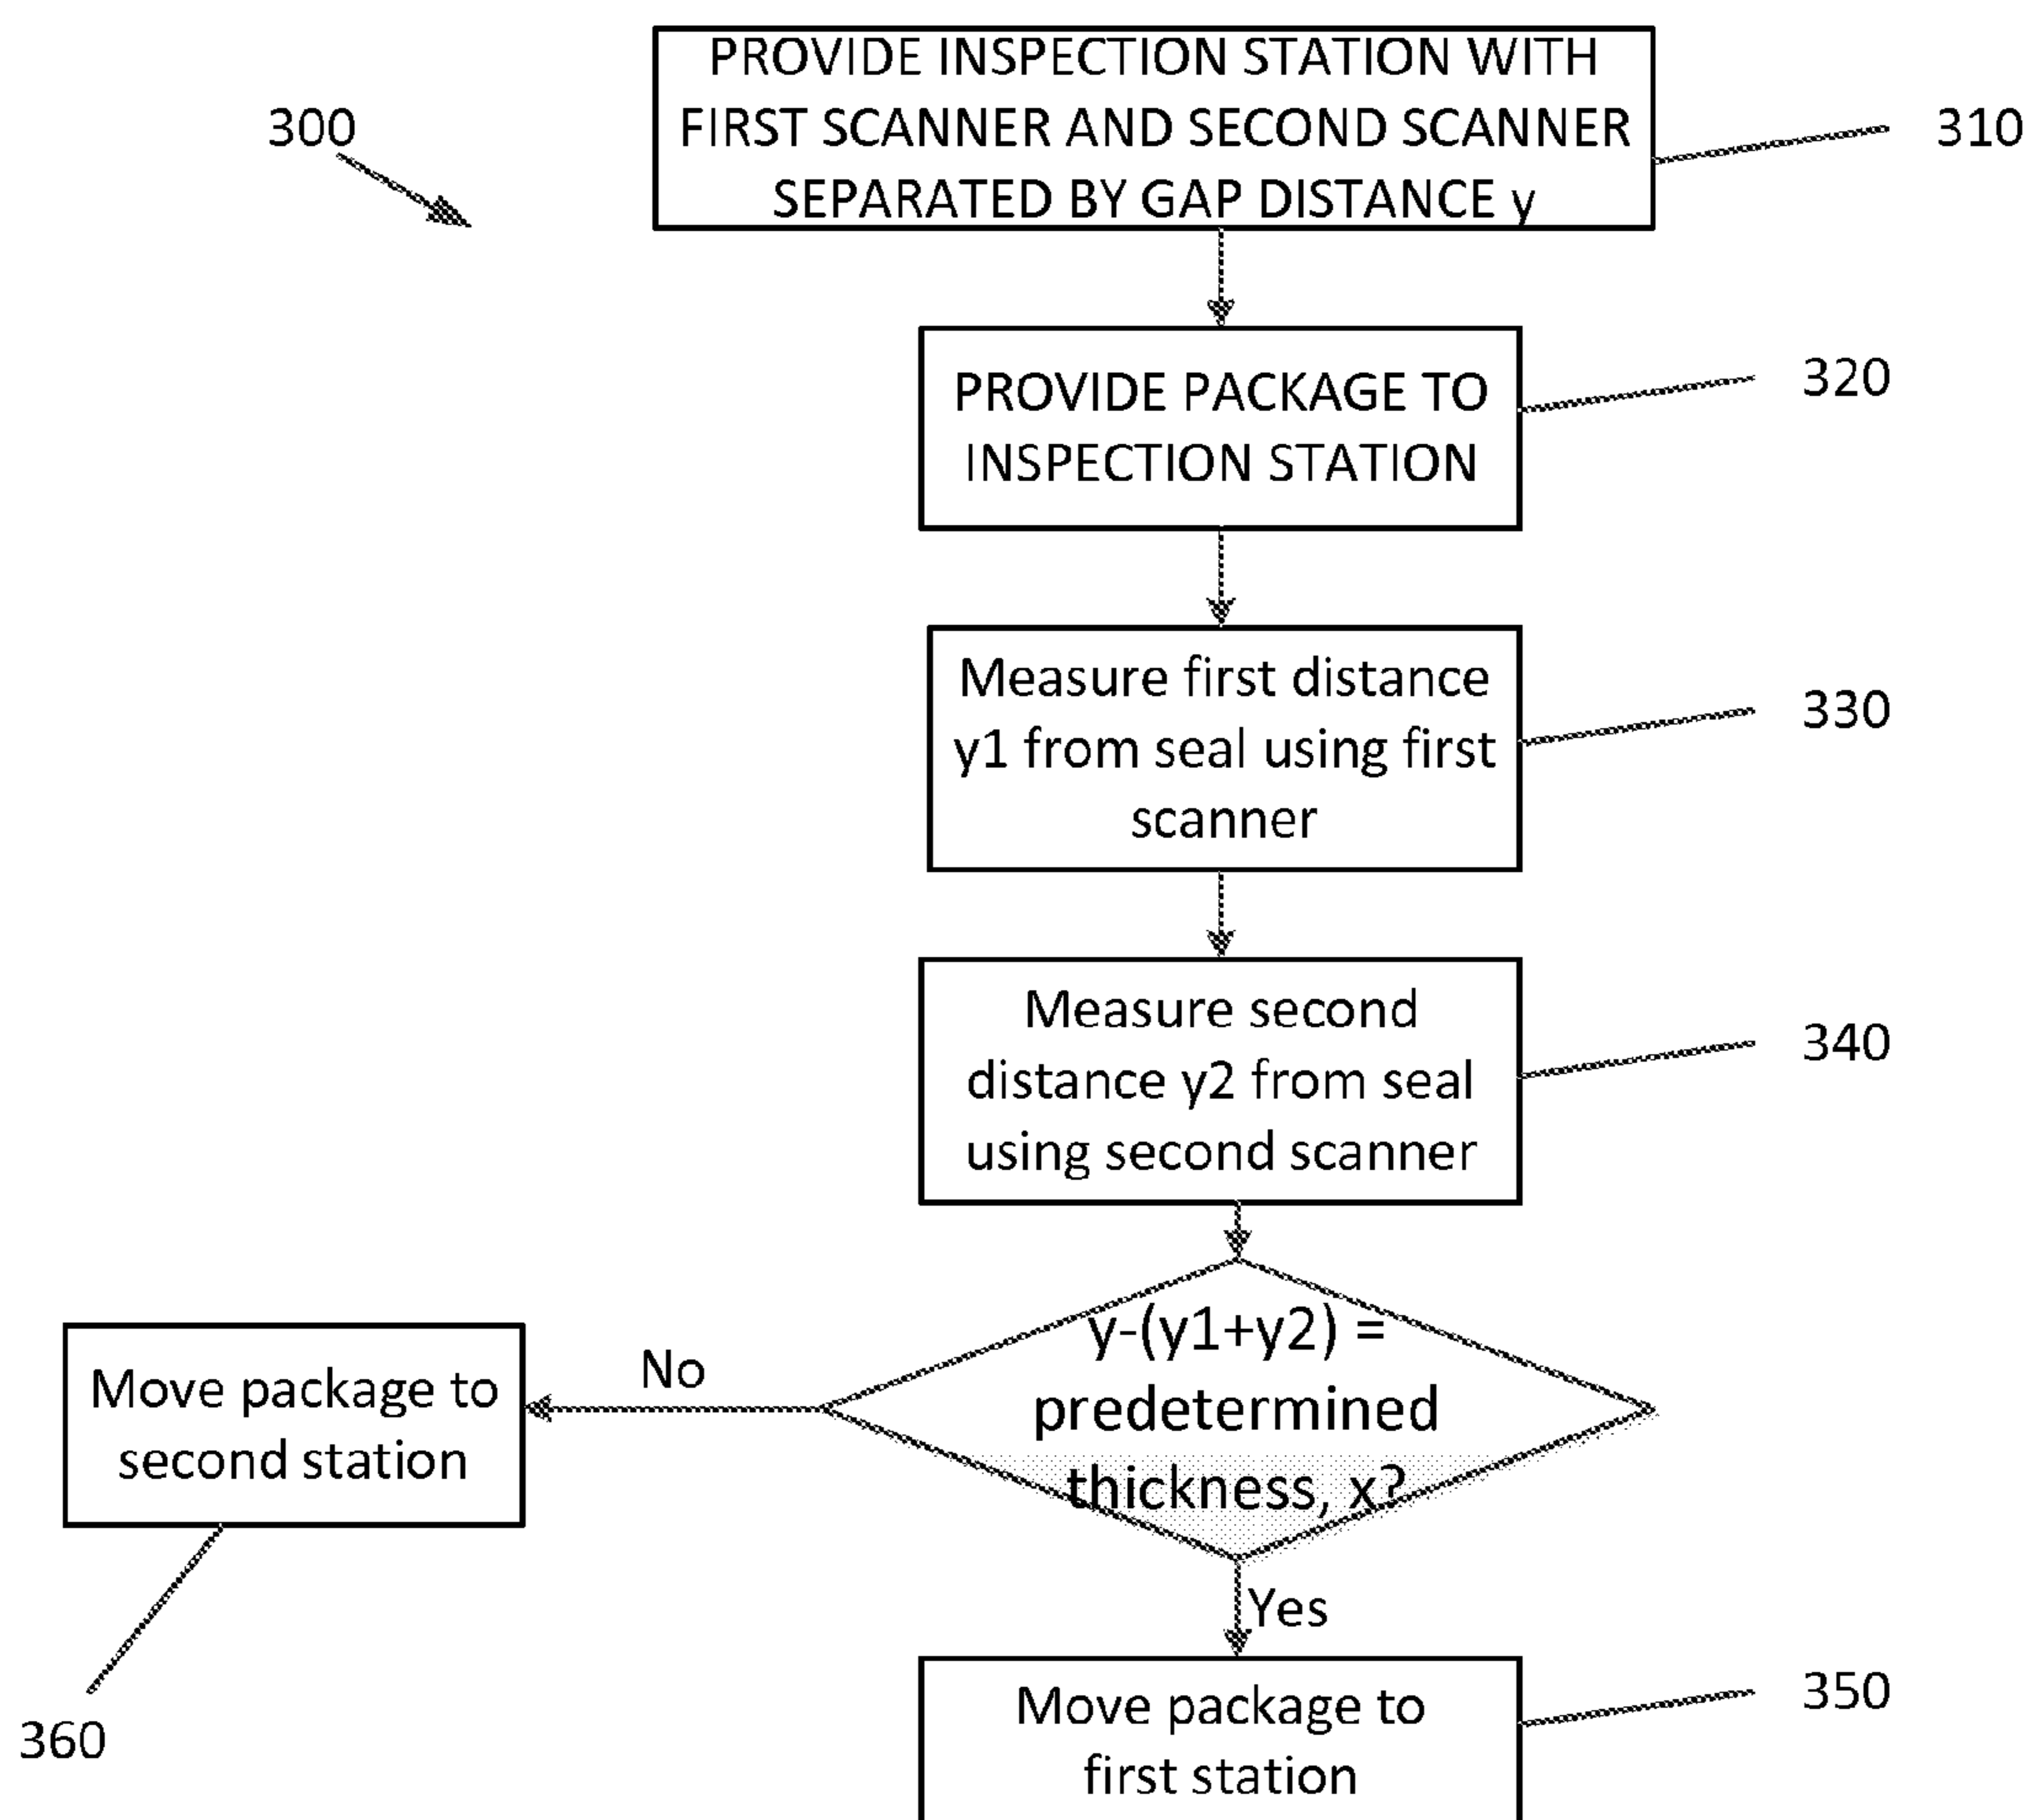 PROVIDE INSPECTION STATION WITH
FIRST SCANNER AND SECOND SCANNER
SEPARATED BY GAP DISTANCE y
300
310
PROVIDE PACKAGE TO
INSPECTION STATION
320
Measure first distance
y1 from seal using first
scanner
330
Measure second
distance y2 from seal
using second scanner
340
y-(y1+y2) =
predetermined
thickness, x?
No
Move package to
second station
360
Yes
Move package to
first station
350